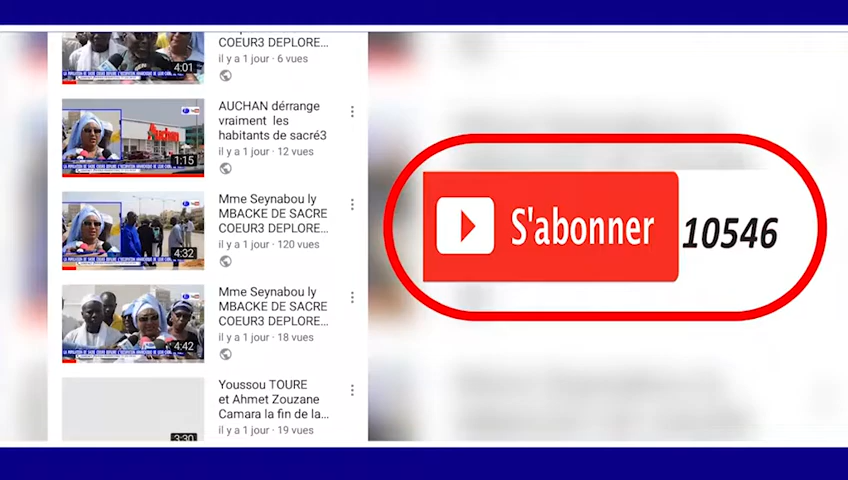 COEUR3 DEPLORE...
il y a 1 jour · 6 vues
4:01
AUCHAN dérrange
vraiment les
habitants de sacré3
il y a 1 jour · 12 vues
Auchan
1:15
Mme Seynabou ly
MBACKE DE SACRE
COEUR3 DEPLORE...
il y a 1 jour · 120 vues
4:32
Mme Seynabou ly
MBACKE DE SACRE
COEUR3 DEPLORE...
il y a 1 jour · 18 vues
4:42
Youssou TOURE
et Ahmet Zouzane
Camara la fin de la...
il y a 1 jour · 19 vues
3:30
S'abonner
10546